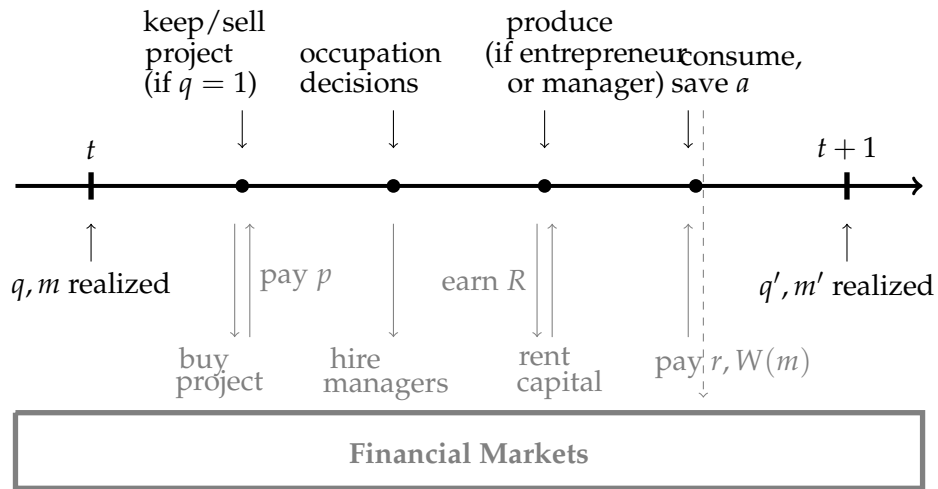 keep/sell
project
(if q = 1)
occupation
decisions
produce
(if entrepreneur
or manager)
consume,
save a
t
t + 1
q, m realized
pay p
earn R
q′, m′ realized
buy
project
hire
managers
rent
capital
pay r, W(m)
Financial Markets